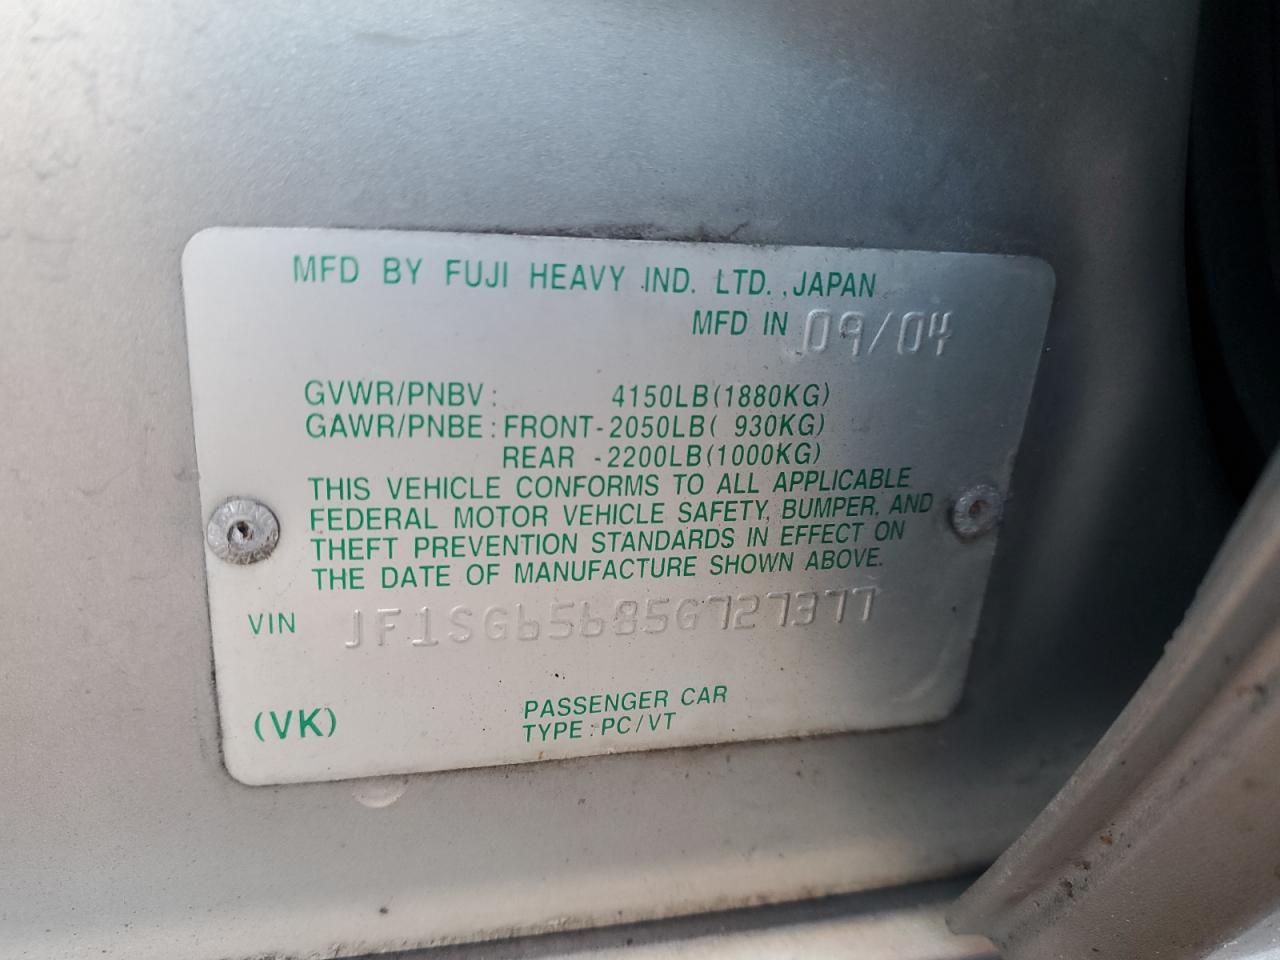 MFD BY FUJI HEAVY IND. LTD., JAPAN
MFD IN 09/04
GVWR/PNBV: 4150LB(1880KG)
GAWR/PNBE: FRONT-2050LB( 930KG)
REAR -2200LB(1000KG)
THIS VEHICLE CONFORMS TO ALL APPLICABLE
FEDERAL MOTOR VEHICLE SAFETY, BUMPER, AND
THEFT PREVENTION STANDARDS IN EFFECT ON
THE DATE OF MANUFACTURE SHOWN ABOVE.
VIN JF1SG65685G727377
(VK) PASSENGER CAR
TYPE: PC/VT